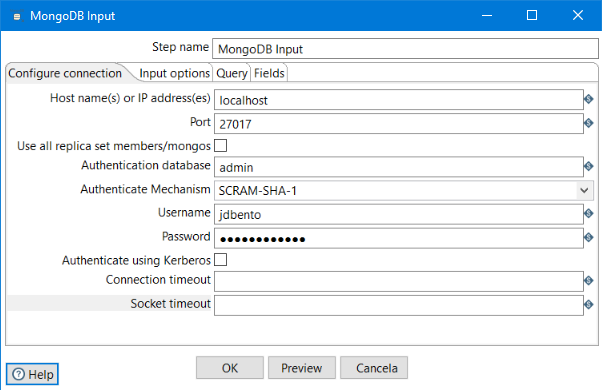 MongoDB Input
Step name MongoDB Input
Configure connection Input options Query Fields
Host name(s) or IP address(es) localhost
Port 27017
Use all replica set members/mongos
Authentication database admin
Authenticate Mechanism SCRAM-SHA-1
Username jdbento
Password ●●●●●●●●●●●●
Authenticate using Kerberos
Connection timeout
Socket timeout
Help OK Preview Cancela